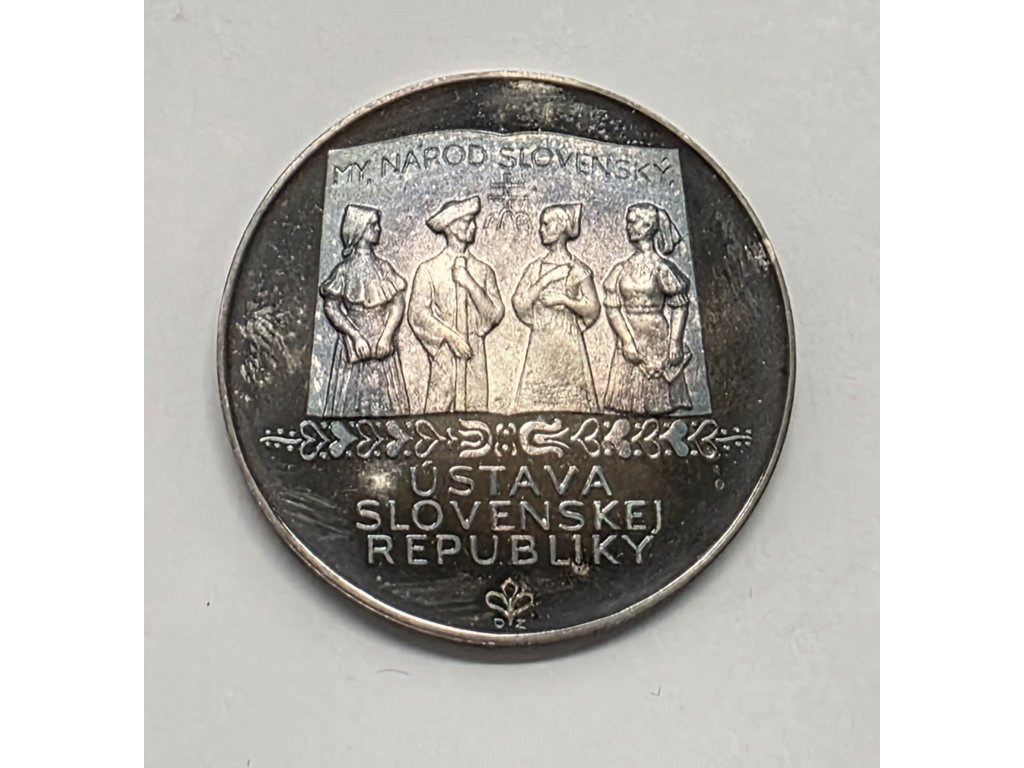 MY, NÁROD SLOVENSKÝ,
ÚSTAVA
SLOVENSKEJ
REPUBLIKY
D Z